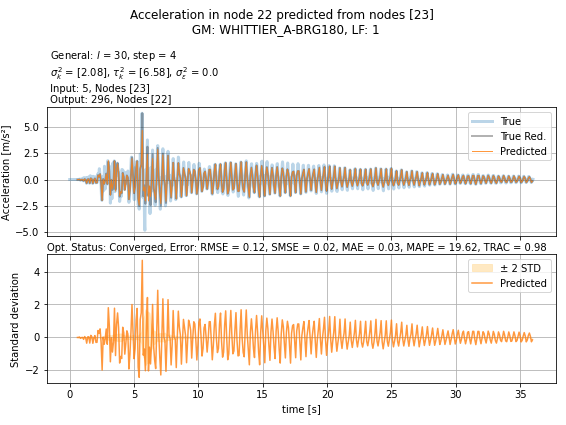 Acceleration in node 22 predicted from nodes [23]
GM: WHITTIER_A-BRG180, LF: 1
General: l = 30, step = 4
σ²ₖ = [2.08], τ²ₖ = [6.58], σ²ε = 0.0
Input: 5, Nodes [23]
Output: 296, Nodes [22]
Acceleration [m/s²]
5.0
2.5
0.0
−2.5
−5.0
True
True Red.
Predicted
Opt. Status: Converged, Error: RMSE = 0.12, SMSE = 0.02, MAE = 0.03, MAPE = 19.62, TRAC = 0.98
Standard deviation
4
2
0
−2
± 2 STD
Predicted
0 5 10 15 20 25 30 35
time [s]